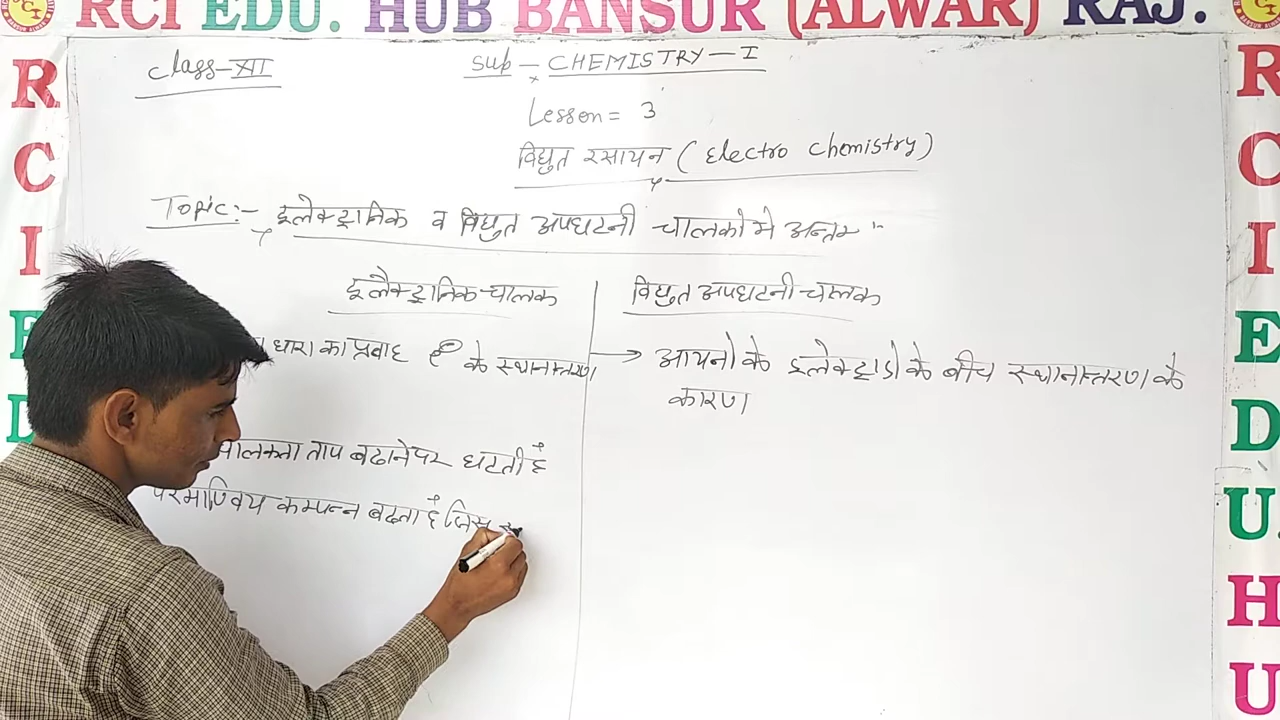 RCI EDU. HUB BANSUR (ALWAR) RAJ.
Class-XII
Sub - CHEMISTRY-I
Lesson = 3
विद्युत रसायन (Electro chemistry)
Topic:- इलेक्ट्रानिक व विद्युत अपघटनी चालको मे अन्तर
इलैक्ट्रानिक-चालक
विद्युत अपघटनी-चालक
धारा का प्रवाह e के स्थानान्तरण
→ आयनो के इलेक्ट्राडो के बीच स्थानान्तरण के
कारण
चालकता ताप बढाने पर घटती है
परमाण्विय कम्पन्न बढता है जिस
R
C
I
E
D
R
C
I
E
D
U.
H
U